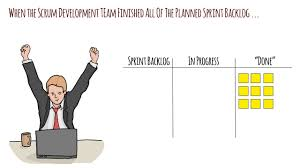 When the Scrum Development TEam Finished All Of The Planned Sprint Backlog ...
Sprint Backlog In Progress "Done"